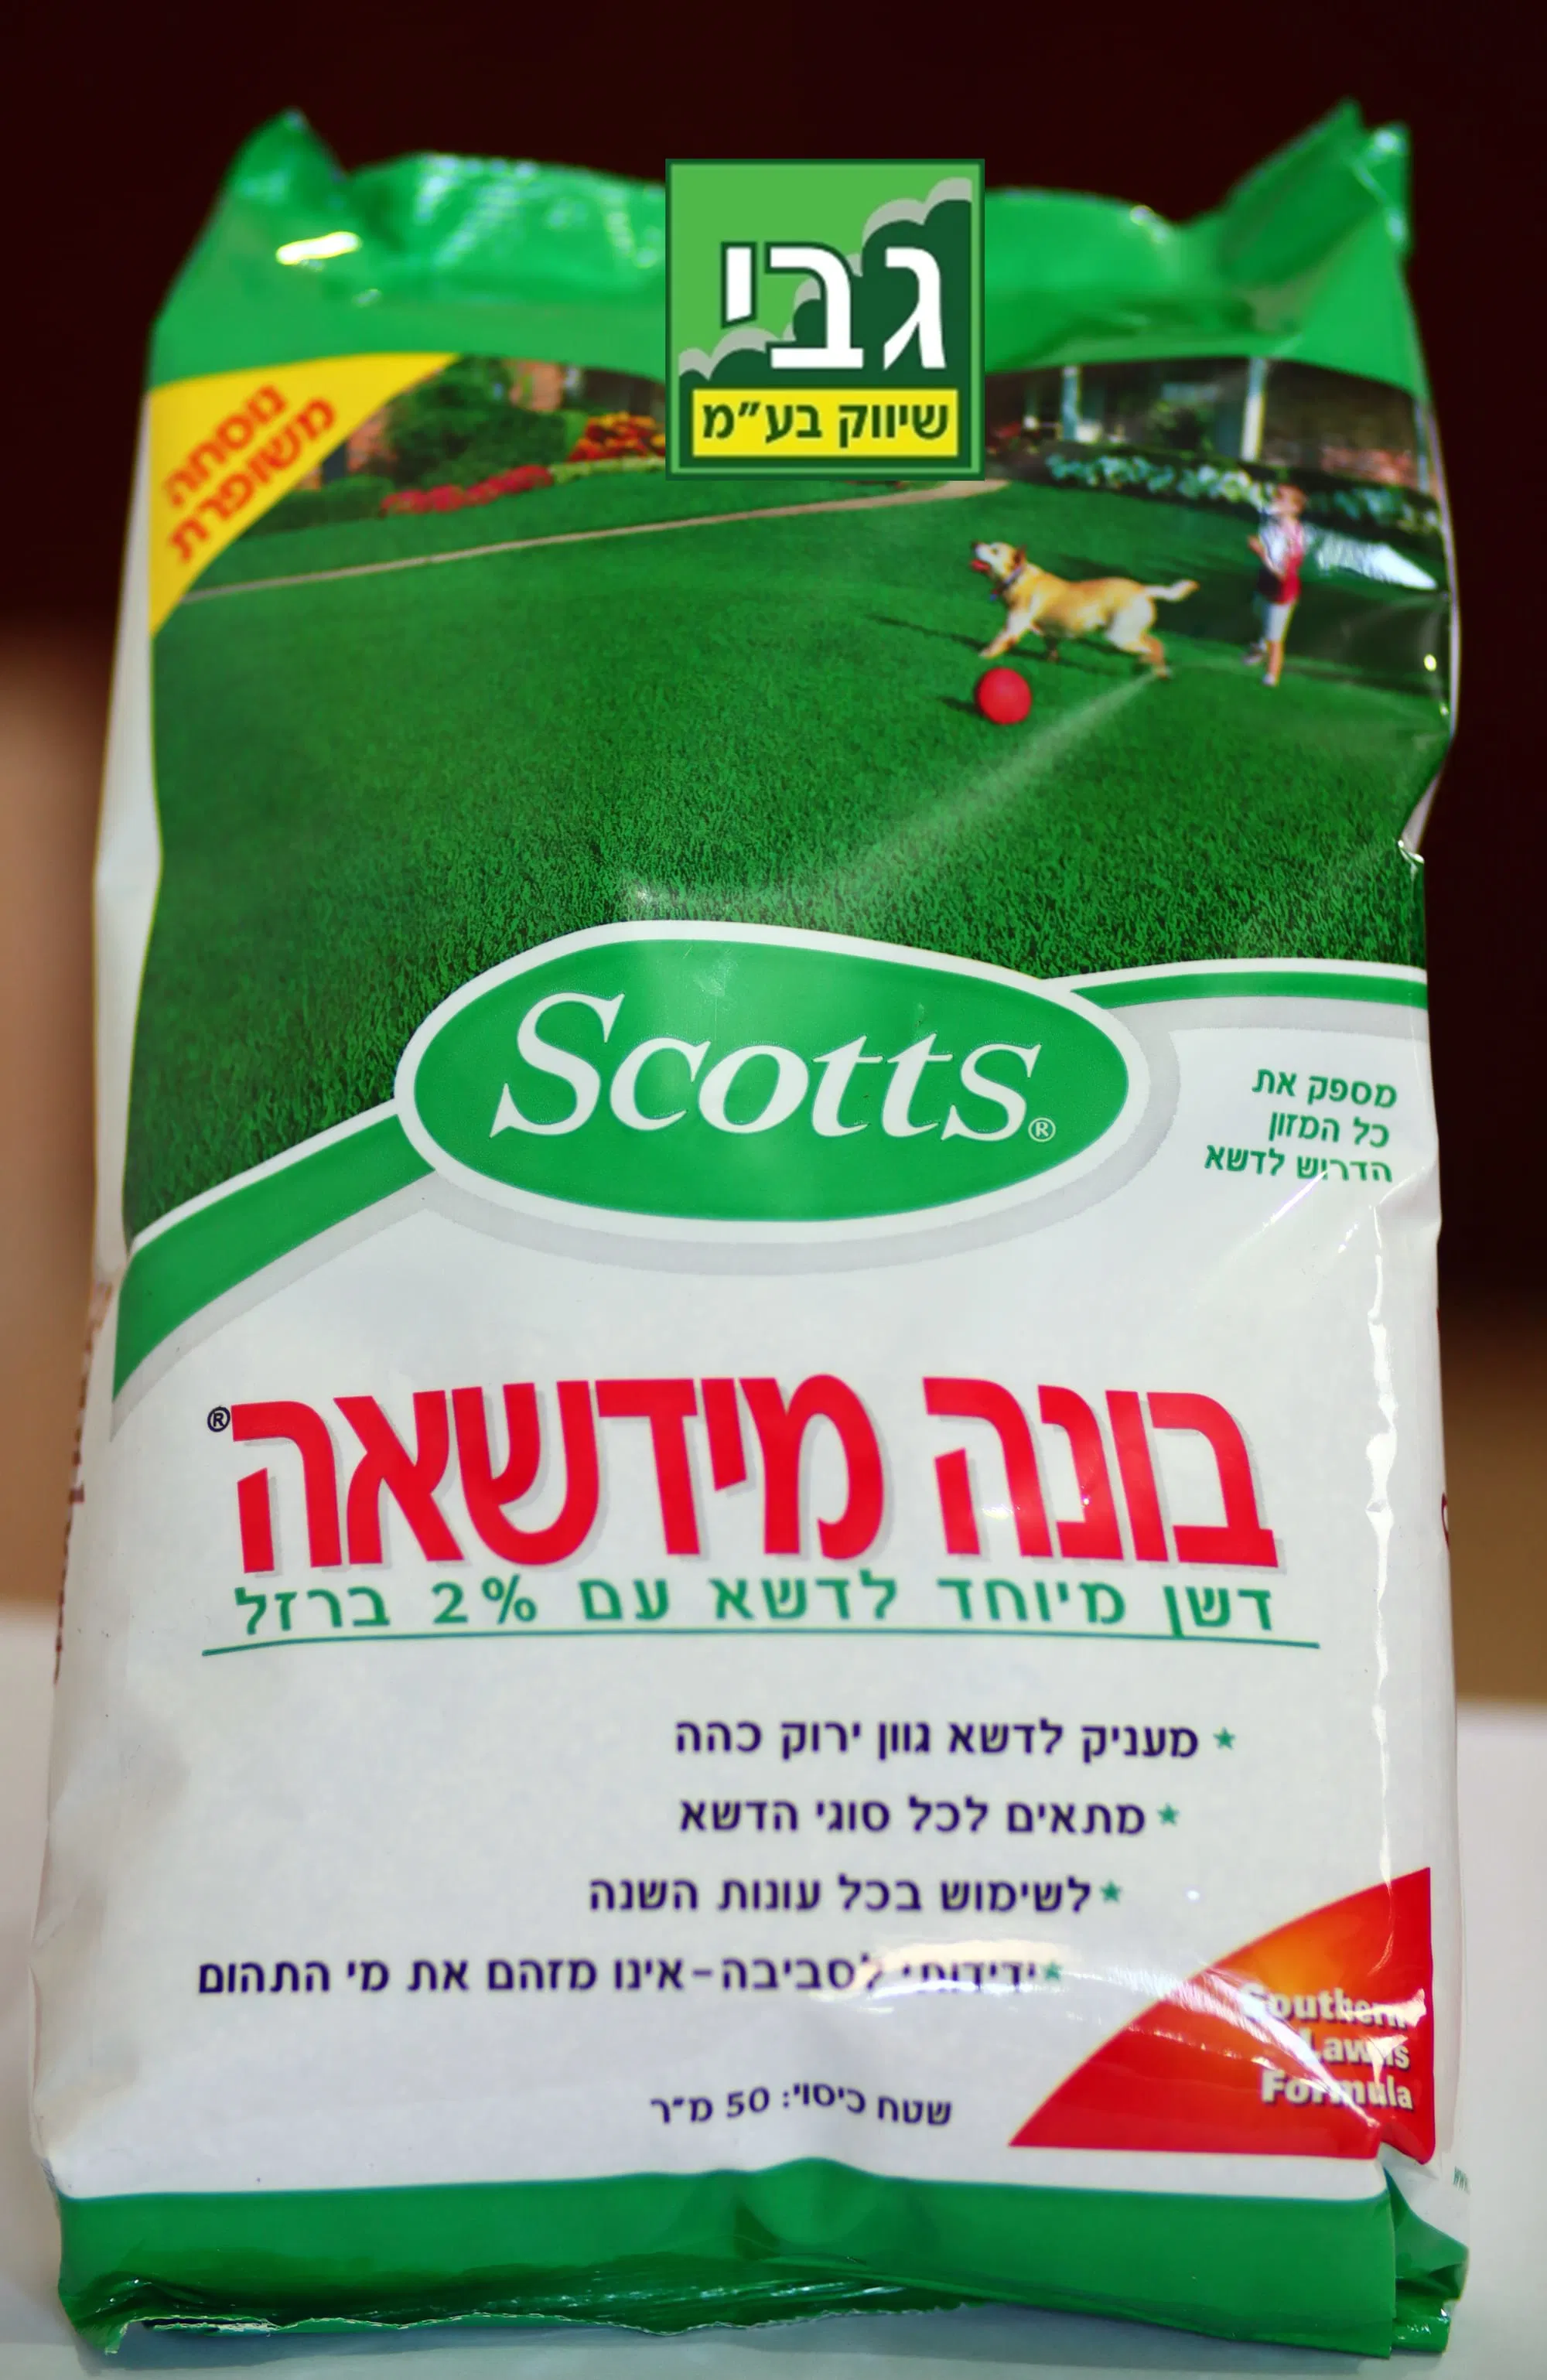 גבי
שיווק בע"מ
נוסחה
משופרת
Scotts®
מספק את
כל המזון
הדרוש לדשא
בונה מידשאה®
דשן מיוחד לדשא עם 2% ברזל
* מעניק לדשא גוון ירוק כהה
* מתאים לכל סוגי הדשא
* לשימוש בכל עונות השנה
* ידידותי לסביבה-אינו מזהם את מי התהום
שטח כיסוי: 50 מ"ר
Southern
Lawns
Formula